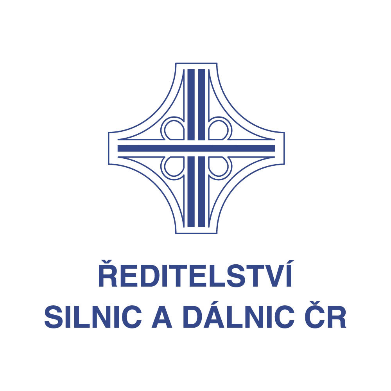 ŘEDITELSTVÍ
SILNIC A DÁLNIC ČR